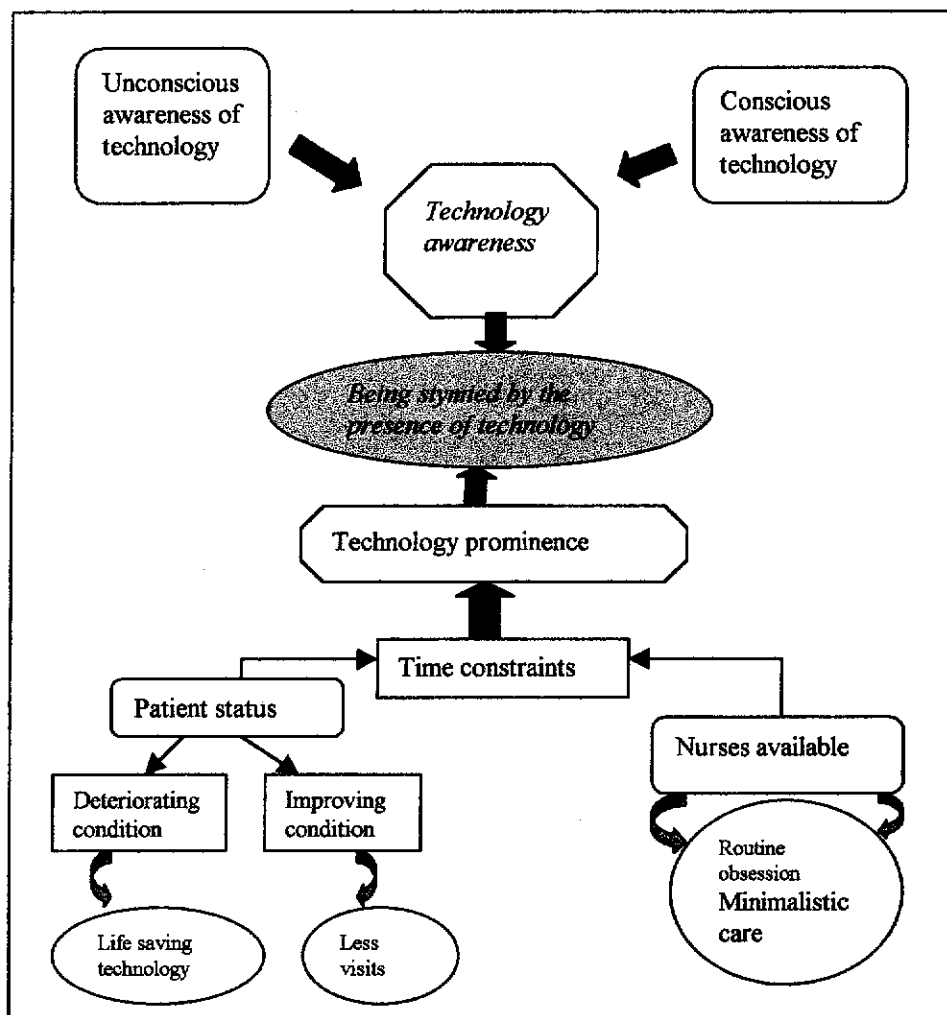 Unconscious
awareness of
technology
Conscious
awareness of
technology
Technology
awareness
Being stymied by the
presence of technology
Technology prominence
Time constraints
Patient status
Nurses available
Deteriorating
condition
Improving
condition
Routine
obsession
Minimalistic
care
Life saving
technology
Less
visits